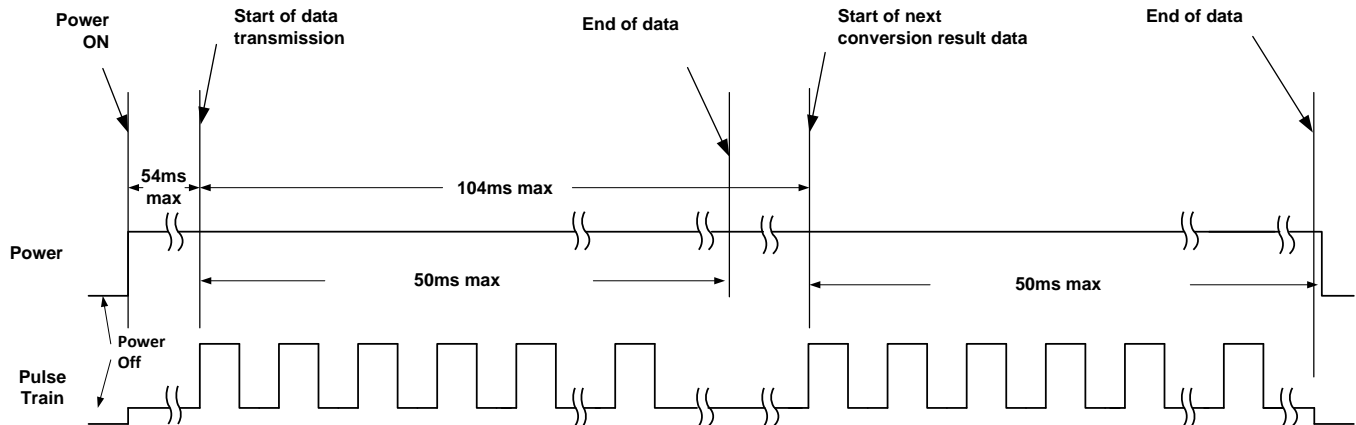 Power
ON
Start of data
transmission
End of data
Start of next
conversion result data
End of data
54ms
max
104ms max
Power
50ms max
50ms max
Power
Off
Pulse
Train